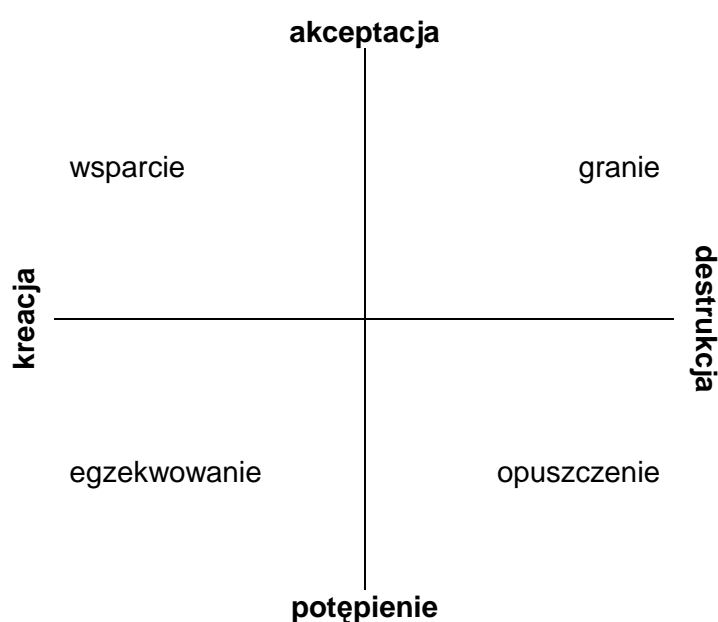 akceptacja
wsparcie
granie
kreacja
destrukcja
egzekwowanie
opuszczenie
potępienie